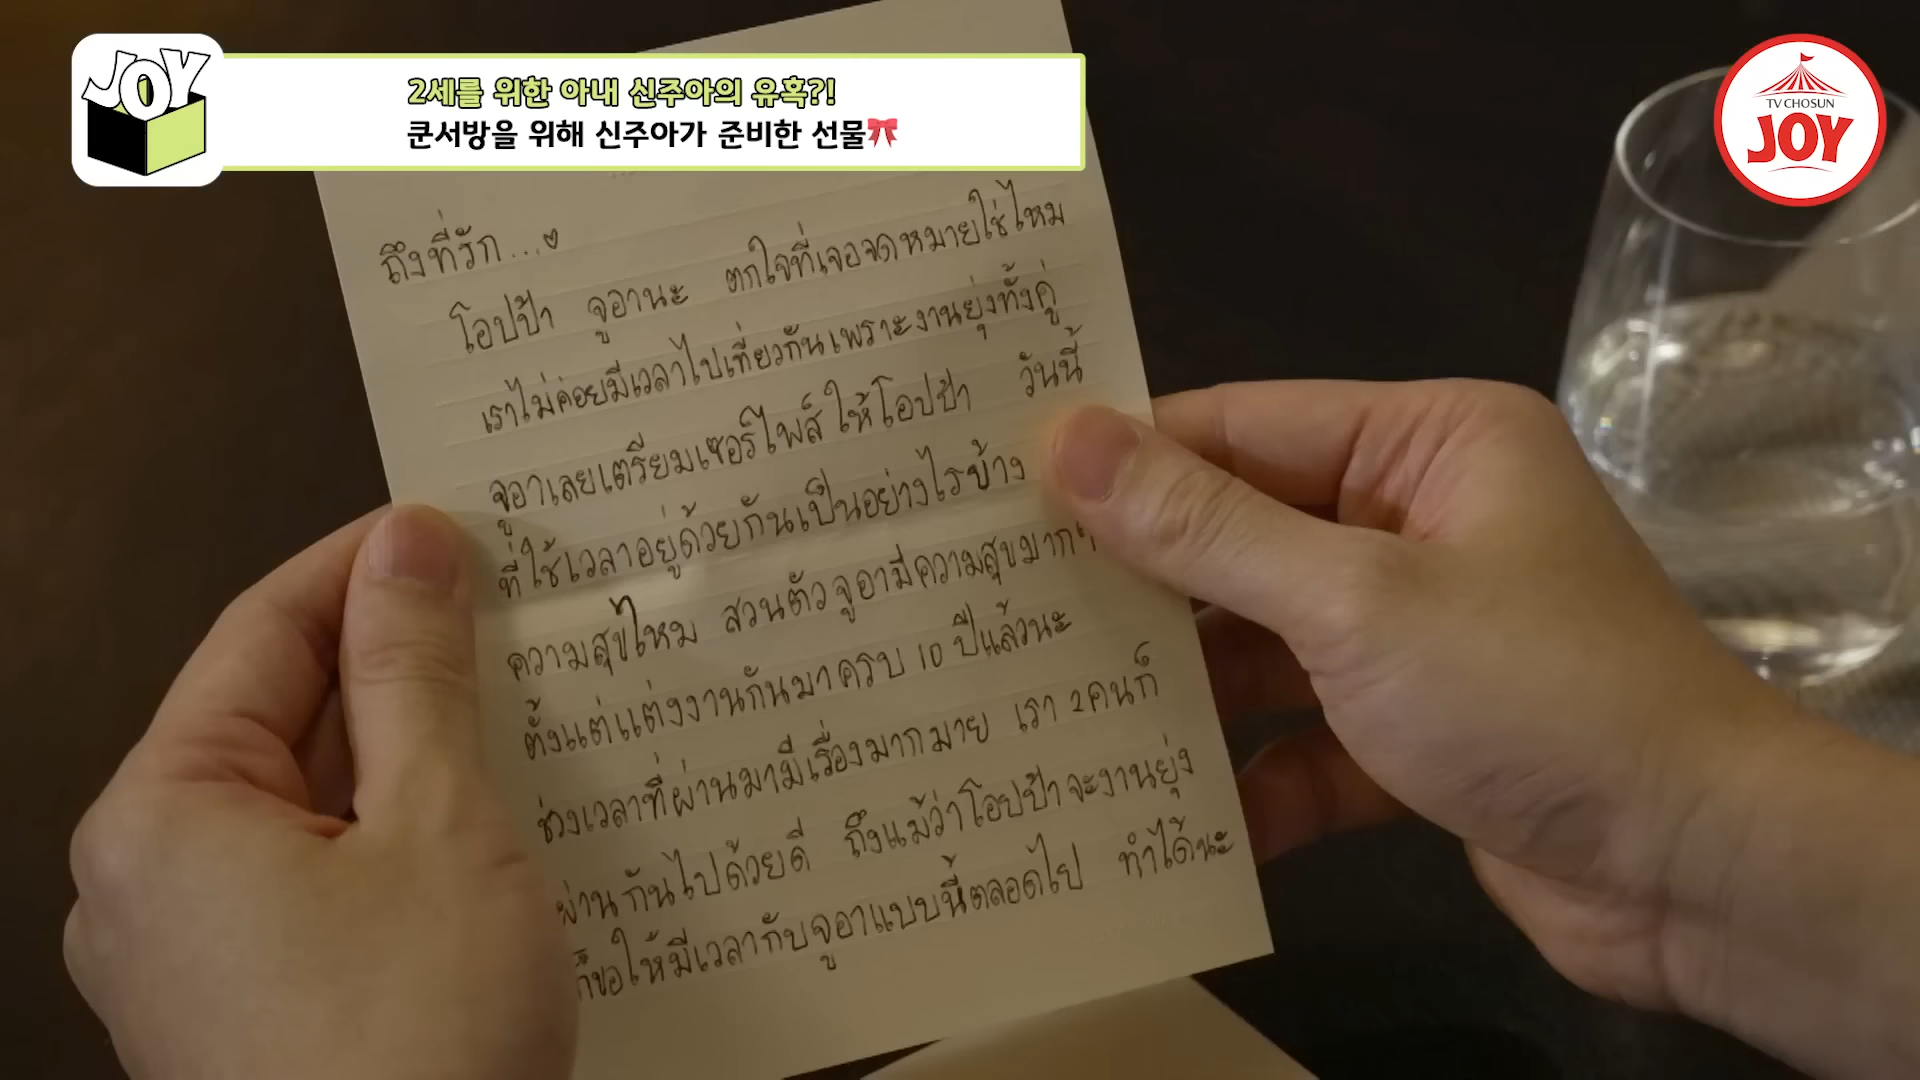 JOY
2세를 위한 아내 신주아의 유혹?!
쿤서방을 위해 신주아가 준비한 선물
TV CHOSUN
JOY
ถึงที่รัก...♥
โอปป้า จูอานะ ตกใจที่เจอจดหมายใช่ไหม
เราไม่ค่อยมีเวลาไปเที่ยวกันเพราะงานยุ่งทั้งคู่
จูอาเลยเตรียมเซอร์ไพส์ให้โอปป้า วันนี้
ที่ใช้เวลาอยู่ด้วยกันเป็นอย่างไรบ้าง
ความสุขไหม สวนตัวจูอามีความสุขมากๆ
ตั้งแต่แต่งงานกันมาครบ 10 ปีแล้วนะ
ช่วงเวลาที่ผ่านมามีเรื่องมากมาย เรา 2คนก็
ผ่านกันไปด้วยดี ถึงแม้ว่าโอปป้าจะงานยุ่ง
ก็ขอให้มีเวลากับจูอาแบบนี้ตลอดไป ทำได้นะ